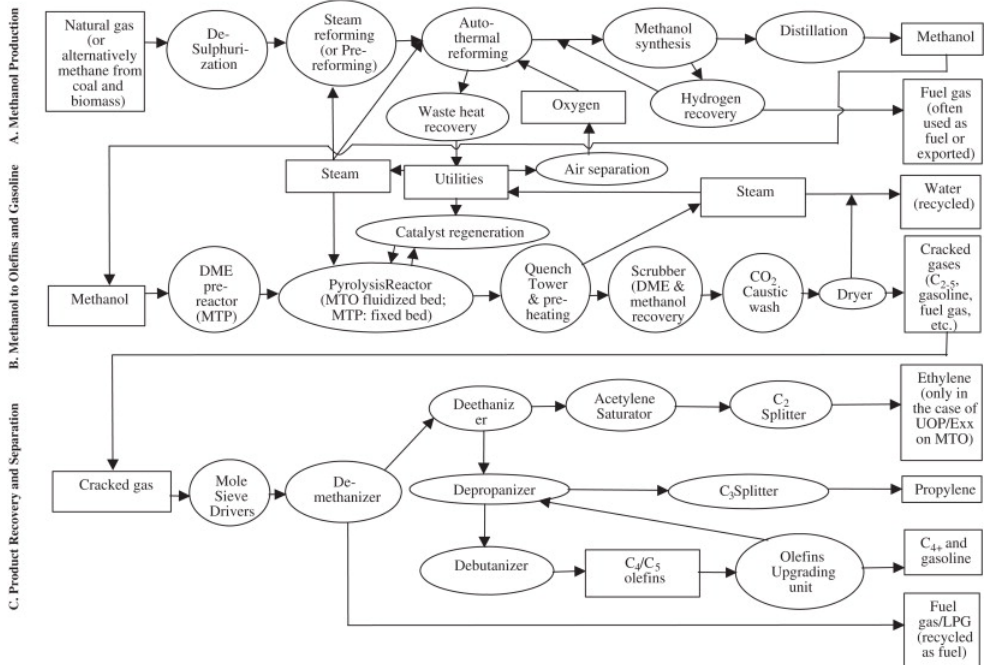 A. Methanol Production
Natural gas
(or
alternatively
methane from
coal and
biomass)
De-
Sulphuri-
zation
Steam
reforming
(or Pre-
reforming)
Auto-
thermal
reforming
Methanol
synthesis
Distillation
Methanol
Waste heat
recovery
Oxygen
Hydrogen
recovery
Fuel gas
(often
used as
fuel or
exported)
Steam
Utilities
Air separation
B. Methanol to Olefins and Gasoline
Steam
Water
(recycled)
Catalyst regeneration
Methanol
DME
pre-
reactor
(MTP)
PyrolysisReactor
(MTO fluidized bed;
MTP: fixed bed)
Quench
Tower
& pre-
heating
Scrubber
(DME &
methanol
recovery
CO2
Caustic
wash
Dryer
Cracked
gases
(C2-5,
gasoline,
fuel gas,
etc.)
C. Product Recovery and Separation
Cracked gas
Mole
Sieve
Drivers
De-
methanizer
Deethaniz
er
Acetylene
Saturator
C2
Splitter
Ethylene
(only in
the case of
UOP/Exx
on MTO)
Depropanizer
C3Splitter
Propylene
Debutanizer
C4/C5
olefins
Olefins
Upgrading
unit
C4+ and
gasoline
Fuel
gas/LPG
(recycled
as fuel)